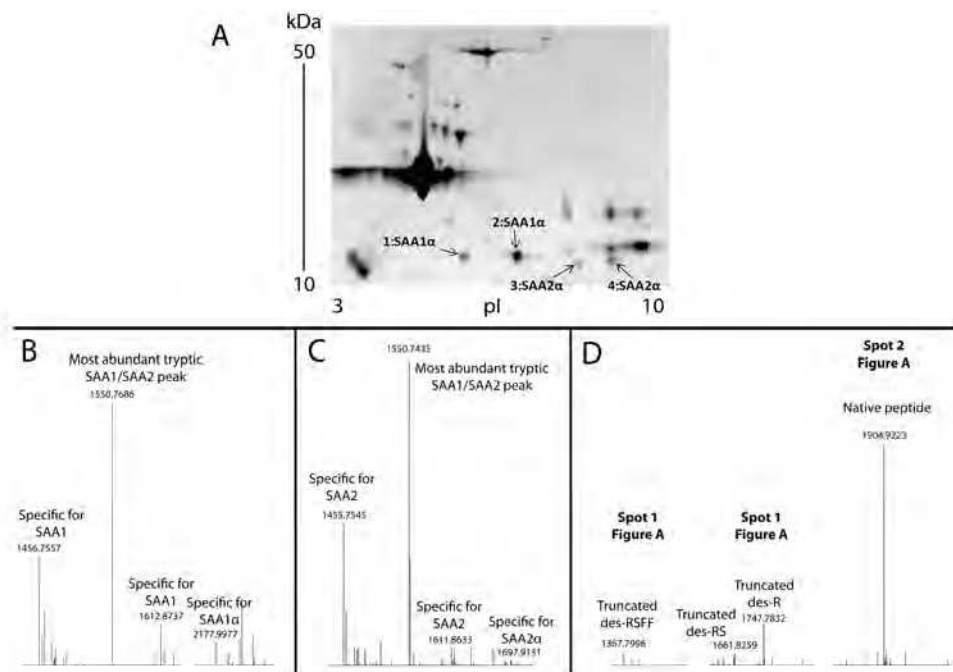 kDa
A
50
10
1:SAA1α
2:SAA1α
3:SAA2α
4:SAA2α
3
pI
10
B
Most abundant tryptic
SAA1/SAA2 peak
1550.7686
Specific for
SAA1
1456.7557
Specific for
SAA1
1612.8737
Specific for
SAA1α
2177.9977
C
1550.7435
Most abundant tryptic
SAA1/SAA2 peak
Specific for
SAA2
1455.7545
Specific for
SAA2
1611.8633
Specific for
SAA2α
1697.9131
D
Spot 2
Figure A
Native peptide
1904.9223
Spot 1
Figure A
Spot 1
Figure A
Truncated
des-RSFF
1367.7996
Truncated
des-RS
1661.8259
Truncated
des-R
1747.7832